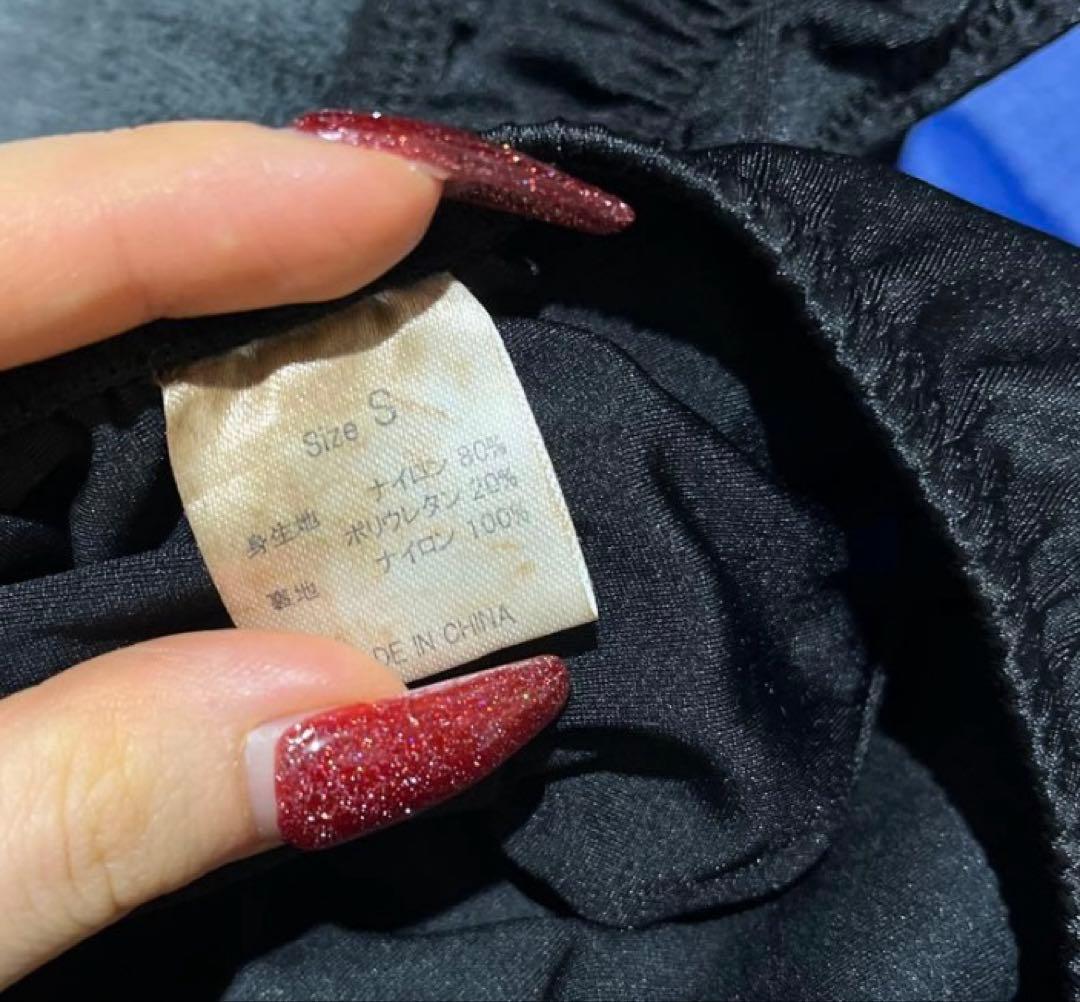 Size S
ナイロン 80%
身生地 ポリウレタン 20%
ナイロン 100%
裏地
DE IN CHINA